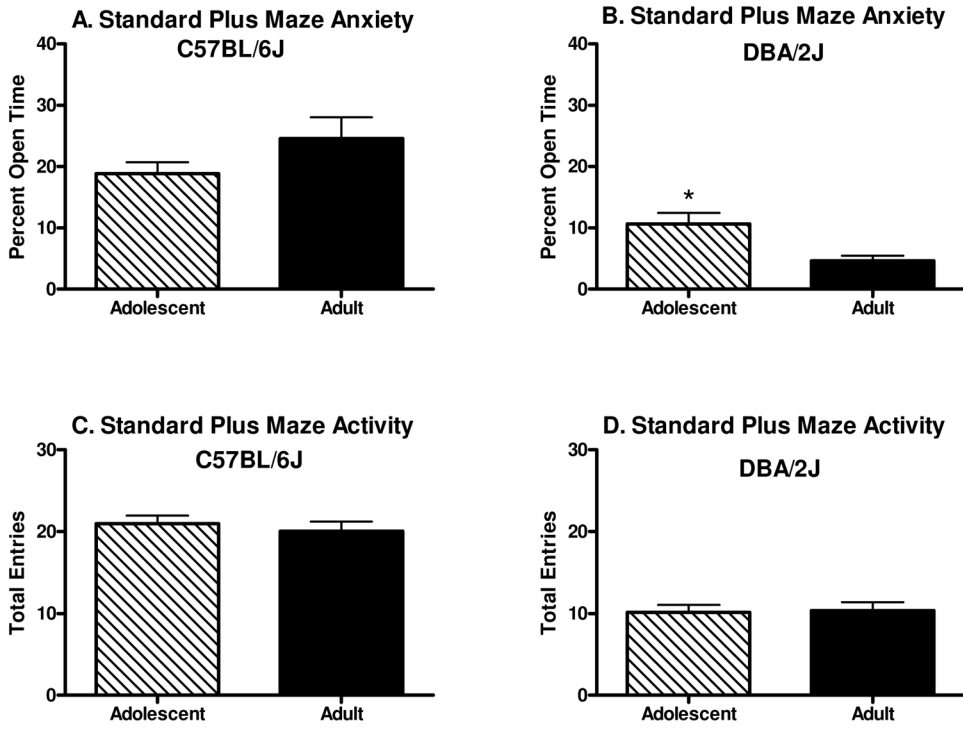 A. Standard Plus Maze Anxiety
C57BL/6J
Percent Open Time
40
30
20
10
0
Adolescent
Adult
B. Standard Plus Maze Anxiety
DBA/2J
Percent Open Time
40
30
20
10
0
*
Adolescent
Adult
C. Standard Plus Maze Activity
C57BL/6J
Total Entries
30
20
10
0
Adolescent
Adult
D. Standard Plus Maze Activity
DBA/2J
Total Entries
30
20
10
0
Adolescent
Adult